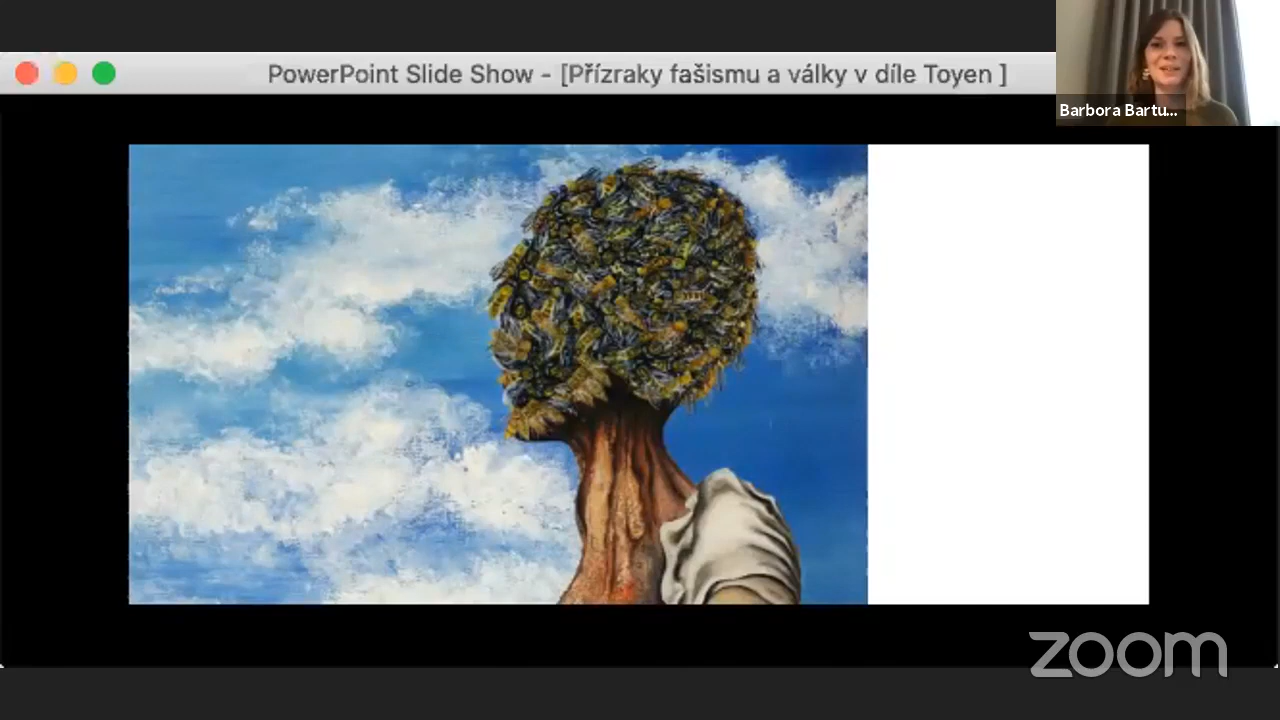 PowerPoint Slide Show - [Přízraky fašismu a války v díle Toyen ]
Barbora Bartu...
zoom